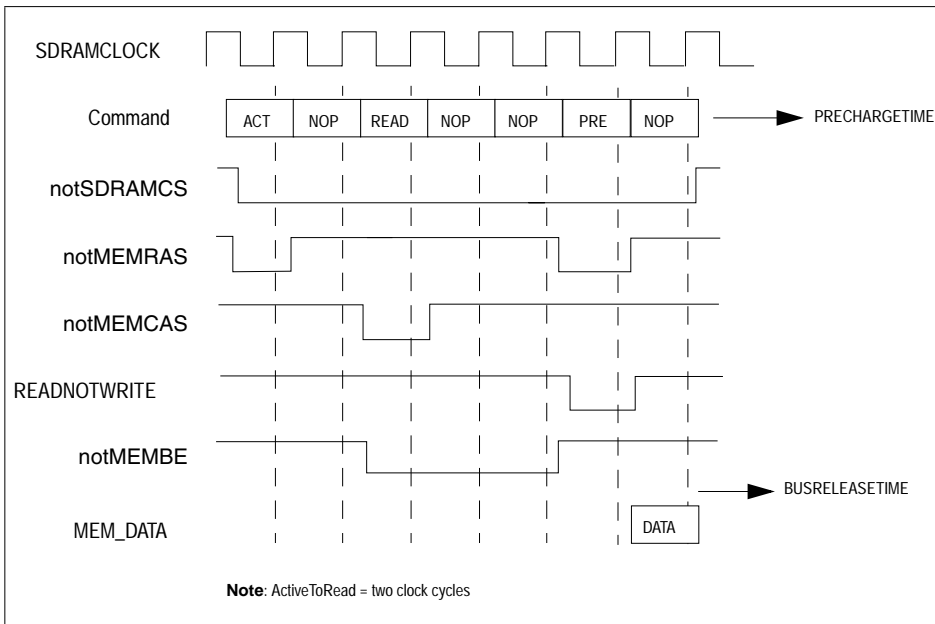 SDRAMCLOCK
Command ACT NOP READ NOP NOP PRE NOP PRECHARGETIME
notSDRAMCS
notMEMRAS
notMEMCAS
READNOTWRITE
notMEMBE
BUSRELEASETIME
MEM_DATA DATA
Note: ActiveToRead = two clock cycles